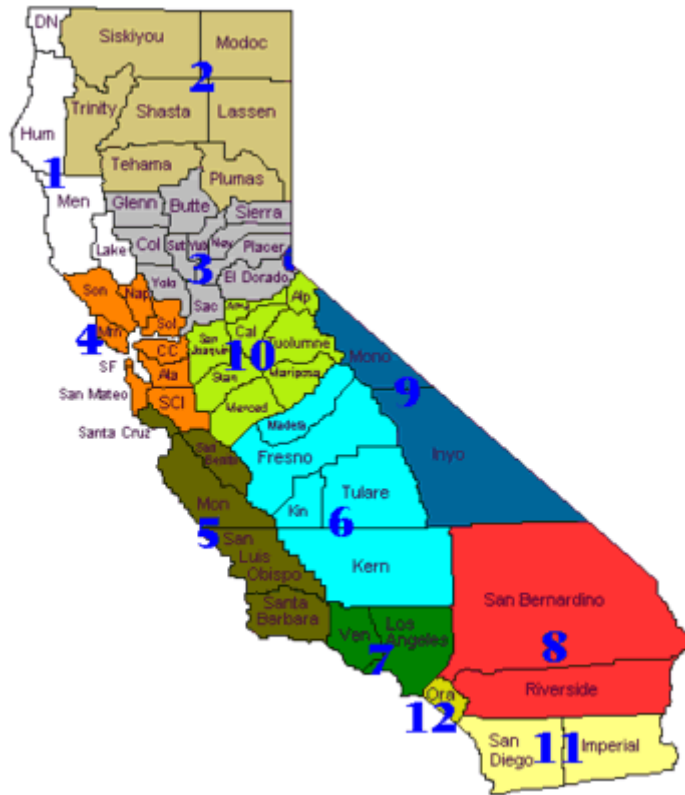 DN
Siskiyou
Modoc
2
Trinity
Shasta
Lassen
Hum
1
Tehama
Plumas
Men
Glenn
Butte
Sierra
Lake
Col
Sut
Yub
Nev
Placer
3
El Dorado
Yolo
Sac
Son
Nap
Sol
Alp
4
Mrn
Cal
San
Joaquin
10
Tuolumne
Mono
CC
SF
Ala
Stan
Mariposa
9
San Mateo
SCl
Merced
Santa Cruz
Madera
San
Benito
Fresno
Inyo
Mon
Kin
Tulare
5
6
San
Luis
Obispo
Kern
Santa
Barbara
San Bernardino
Ven
Los
Angeles
7
8
Ora
Riverside
12
San
Diego
11
Imperial